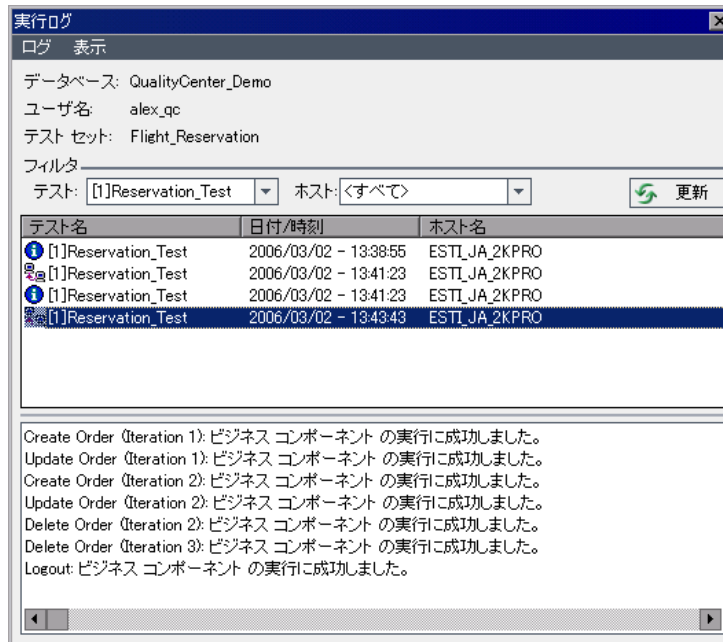 実行ログ
ログ 表示
データベース: QualityCenter_Demo
ユーザ名: alex_qc
テスト セット: Flight_Reservation
フィルタ
テスト: [1]Reservation_Test ホスト: <すべて> 更新
テスト名 日付/時刻 ホスト名
[1]Reservation_Test 2006/03/02 - 13:38:55 ESTI_JA_2KPRO
[1]Reservation_Test 2006/03/02 - 13:41:23 ESTI_JA_2KPRO
[1]Reservation_Test 2006/03/02 - 13:41:23 ESTI_JA_2KPRO
[1]Reservation_Test 2006/03/02 - 13:43:43 ESTI_JA_2KPRO
Create Order (Iteration 1): ビジネス コンポーネント の実行に成功しました。
Update Order (Iteration 1): ビジネス コンポーネント の実行に成功しました。
Create Order (Iteration 2): ビジネス コンポーネント の実行に成功しました。
Update Order (Iteration 2): ビジネス コンポーネント の実行に成功しました。
Delete Order (Iteration 2): ビジネス コンポーネント の実行に成功しました。
Delete Order (Iteration 3): ビジネス コンポーネント の実行に成功しました。
Logout: ビジネス コンポーネント の実行に成功しました。